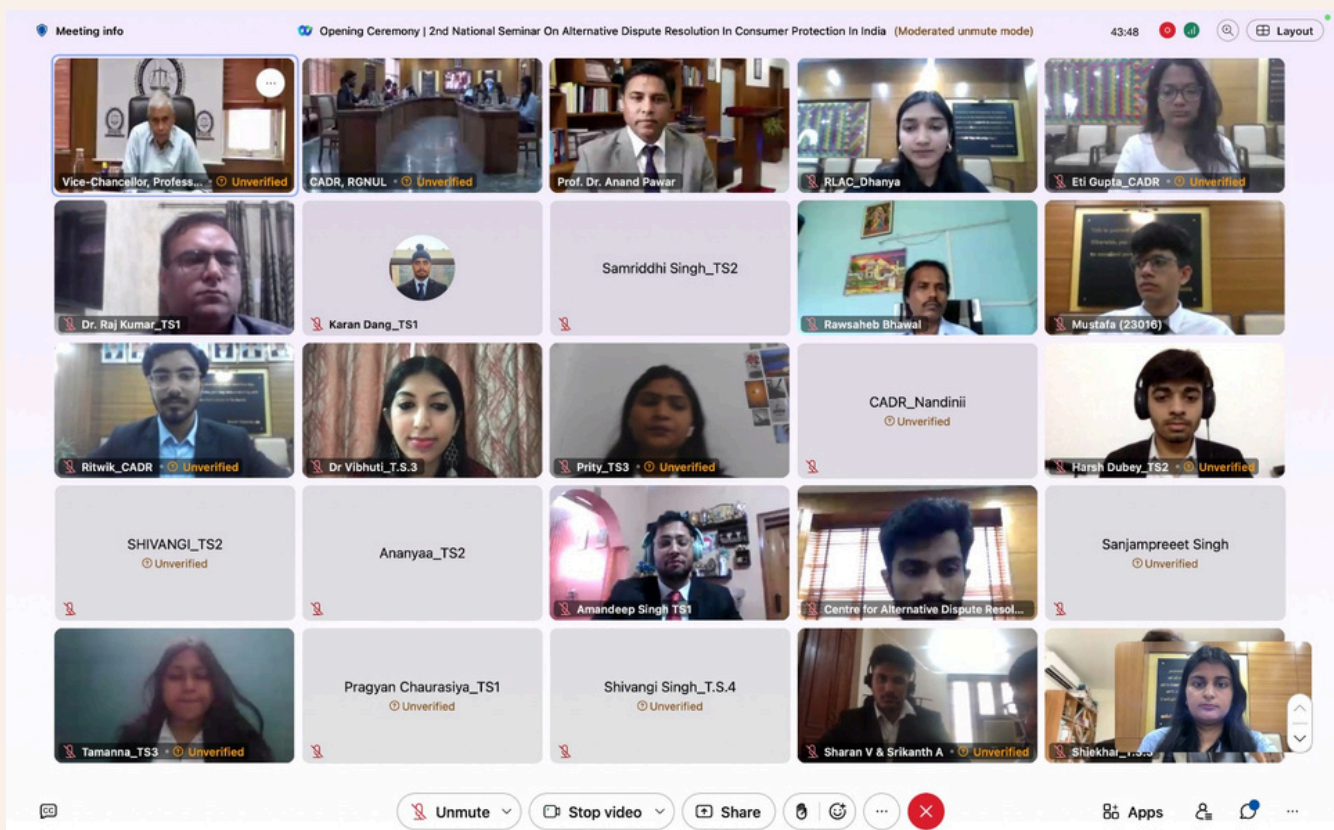 Meeting info
Opening Ceremony | 2nd National Seminar On Alternative Dispute Resolution In Consumer Protection In India (Moderated unmute mode)
43:48
Layout
Vice-Chancellor, Profess... • Unverified
CADR, RGNUL • Unverified
Prof. Dr. Anand Pawar
RLAC_Dhanya
Eti Gupta_CADR • Unverified
Dr. Raj Kumar_TS1
Karan Dang_TS1
Samriddhi Singh_TS2
Rawsaheb Bhawal
Mustafa (23016)
Ritwik_CADR • Unverified
Dr Vibhuti_T.S.3
Prity_TS3 • Unverified
CADR_Nandinii
Unverified
Harsh Dubey_TS2 • Unverified
SHIVANGI_TS2
Unverified
Ananyaa_TS2
Amandeep Singh TS1
Centre for Alternative Dispute Resol...
Sanjampreeet Singh
Unverified
Tamanna_TS3 • Unverified
Pragyan Chaurasiya_TS1
Unverified
Shivangi Singh_T.S.4
Unverified
Sharan V & Srikanth A • Unverified
Shiekhar_T.S.3
CC
Unmute
Stop video
Share
Apps